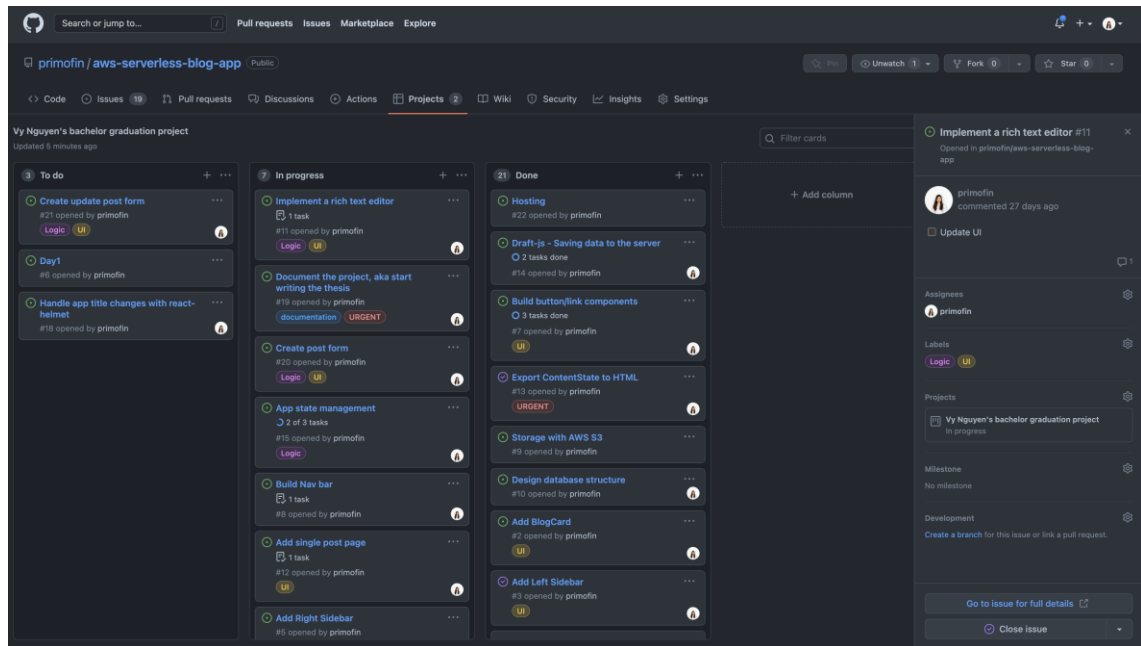 Search or jump to...
/
Pull requests Issues Marketplace Explore
primofin / aws-serverless-blog-app Public
Pin
Unwatch 1
Fork 0
Star 0
Code
Issues 19
Pull requests
Discussions
Actions
Projects 2
Wiki
Security
Insights
Settings
Vy Nguyen's bachelor graduation project
Updated 5 minutes ago
Filter cards
3 To do
Create update post form
#21 opened by primofin
Logic UI
Day1
#6 opened by primofin
Handle app title changes with react-
helmet
#18 opened by primofin
7 In progress
Implement a rich text editor
1 task
#11 opened by primofin
Logic UI
Document the project, aka start
writing the thesis
#19 opened by primofin
documentation URGENT
Create post form
#20 opened by primofin
Logic UI
App state management
2 of 3 tasks
#15 opened by primofin
Logic
Build Nav bar
1 task
#8 opened by primofin
Add single post page
1 task
#12 opened by primofin
UI
Add Right Sidebar
#5 opened by primofin
21 Done
Hosting
#22 opened by primofin
Draft-js - Saving data to the server
2 tasks done
#14 opened by primofin
Build button/link components
3 tasks done
#7 opened by primofin
UI
Export ContentState to HTML
#13 opened by primofin
URGENT
Storage with AWS S3
#9 opened by primofin
Design database structure
#10 opened by primofin
Add BlogCard
#2 opened by primofin
UI
Add Left Sidebar
#3 opened by primofin
UI
+ Add column
Implement a rich text editor #11
Opened in primofin/aws-serverless-blog-
app
primofin
commented 27 days ago
Update UI
1
Assignees
primofin
Labels
Logic UI
Projects
Vy Nguyen's bachelor graduation project
In progress
Milestone
No milestone
Development
Create a branch for this issue or link a pull request.
Go to issue for full details
Close issue